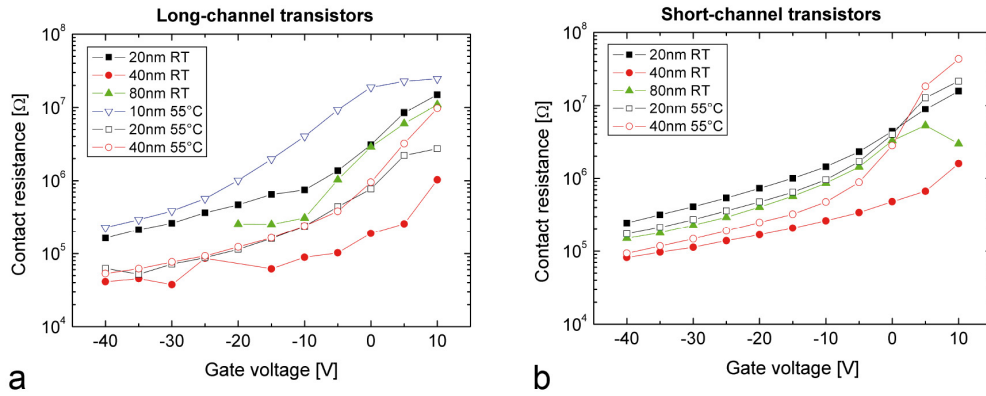 Long-channel transistors
Contact resistance [Ω]
10^8
10^7
10^6
10^5
10^4
20nm RT
40nm RT
80nm RT
10nm 55°C
20nm 55°C
40nm 55°C
-40 -30 -20 -10 0 10
Gate voltage [V]
a
Short-channel transistors
Contact resistance [Ω]
10^8
10^7
10^6
10^5
10^4
20nm RT
40nm RT
80nm RT
20nm 55°C
40nm 55°C
-40 -30 -20 -10 0 10
Gate voltage [V]
b